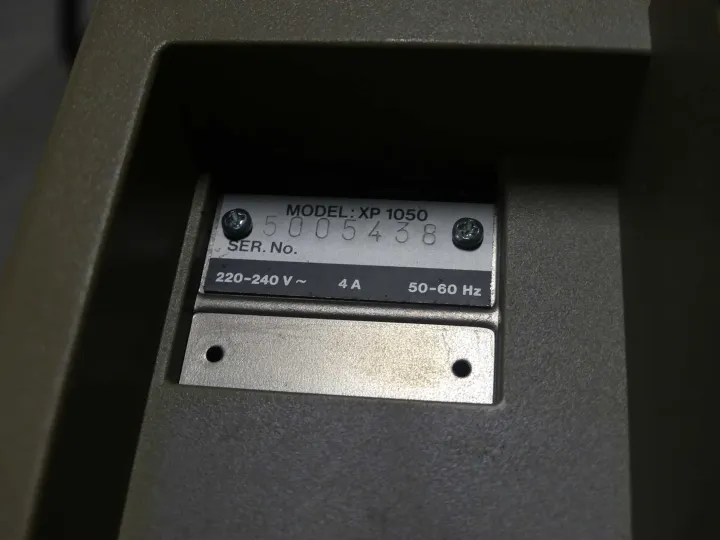 MODEL: XP 1050
5005438
SER. No.
220-240 V ~ 4 A 50-60 Hz